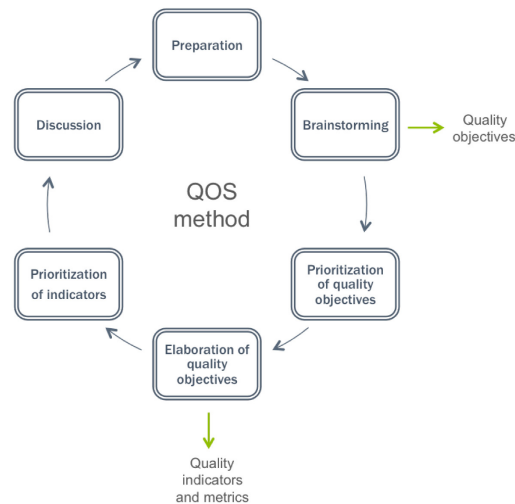 Preparation
Brainstorming
Quality
objectives
Prioritization
of quality
objectives
Elaboration of
quality
objectives
Quality
indicators
and metrics
Prioritization
of indicators
Discussion
QOS
method